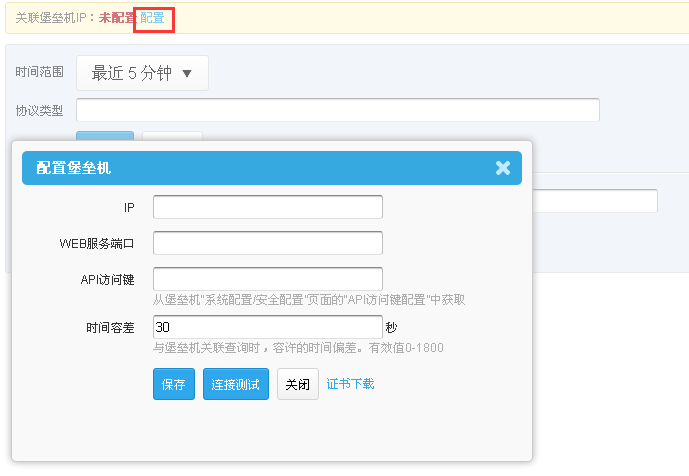 关联堡垒机IP：未配置 配置
时间范围 最近 5 分钟
协议类型
配置堡垒机
IP
WEB服务端口
API访问键
从堡垒机"系统配置/安全配置"页面的"API访问键配置"中获取
时间容差 30 秒
与堡垒机关联查询时，容许的时间偏差。有效值0-1800
保存 连接测试 关闭 证书下载